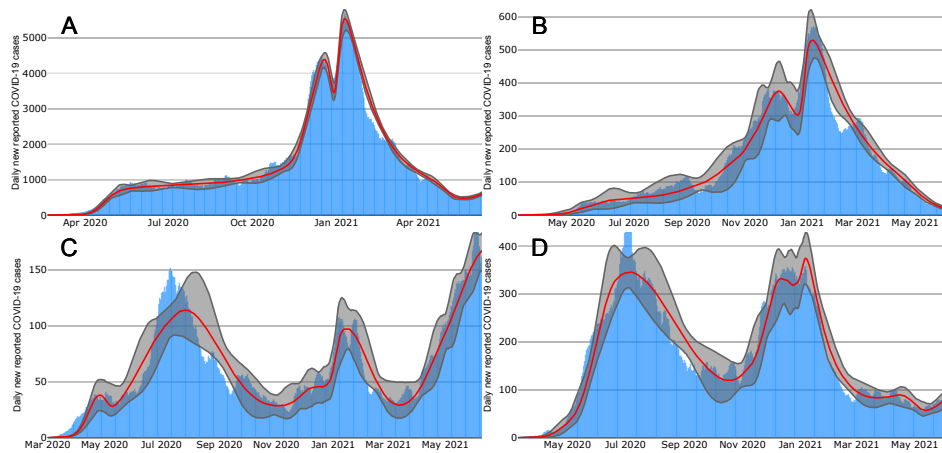 A
Daily new reported COVID-19 cases
5000
4000
3000
2000
1000
0
Apr 2020
Jul 2020
Oct 2020
Jan 2021
Apr 2021
B
Daily new reported COVID-19 cases
600
500
400
300
200
100
0
May 2020
Jul 2020
Sep 2020
Nov 2020
Jan 2021
Mar 2021
May 2021
C
Daily new reported COVID-19 cases
150
100
50
0
Mar 2020
May 2020
Jul 2020
Sep 2020
Nov 2020
Jan 2021
Mar 2021
May 2021
D
Daily new reported COVID-19 cases
400
300
200
100
0
May 2020
Jul 2020
Sep 2020
Nov 2020
Jan 2021
Mar 2021
May 2021